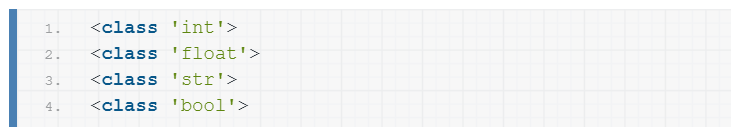 1. <class 'int'>
2. <class 'float'>
3. <class 'str'>
4. <class 'bool'>